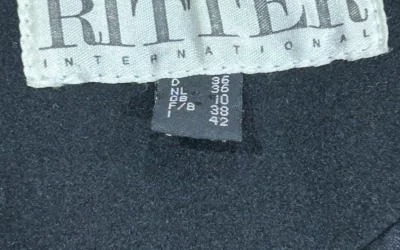 RITTER
INTERNATIONAL
D 36
NL 36
GB 10
F/B 38
I 42